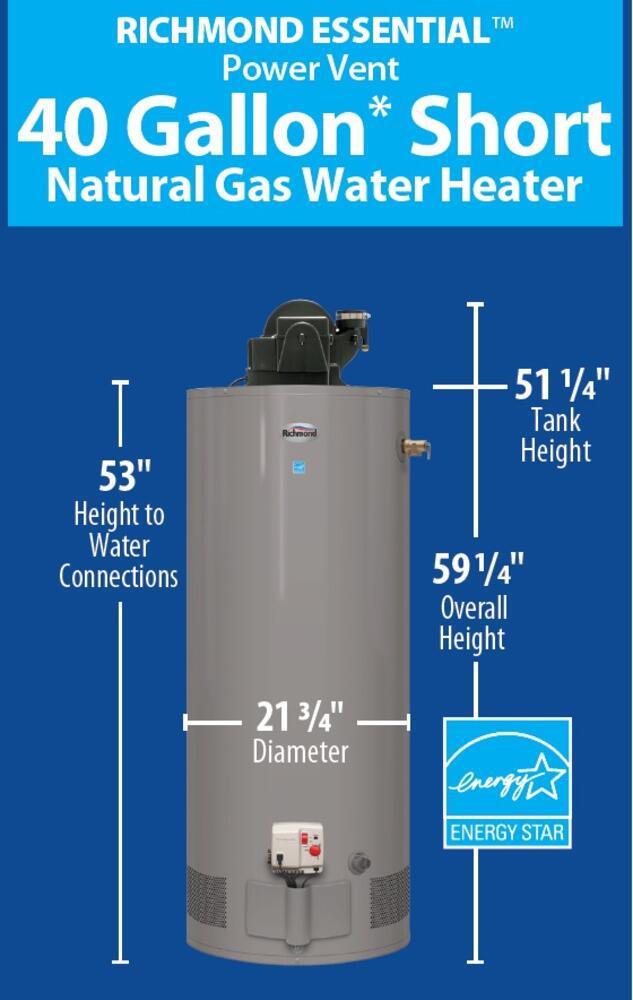 RICHMOND ESSENTIAL™
Power Vent
40 Gallon* Short
Natural Gas Water Heater
51 1/4"
Tank
Height
Richmond
53"
Height to
Water
Connections
59 1/4"
Overall
Height
21 3/4"
Diameter
energy
ENERGY STAR